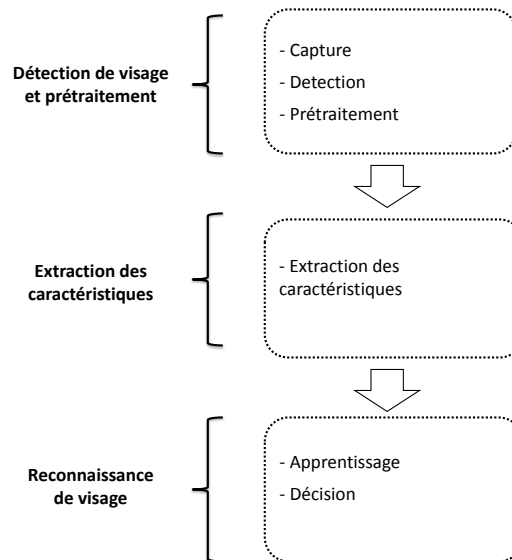 Détection de visage
et prétraitement
- Capture
- Detection
- Prétraitement
Extraction des
caractéristiques
- Extraction des
caractéristiques
Reconnaissance
de visage
- Apprentissage
- Décision